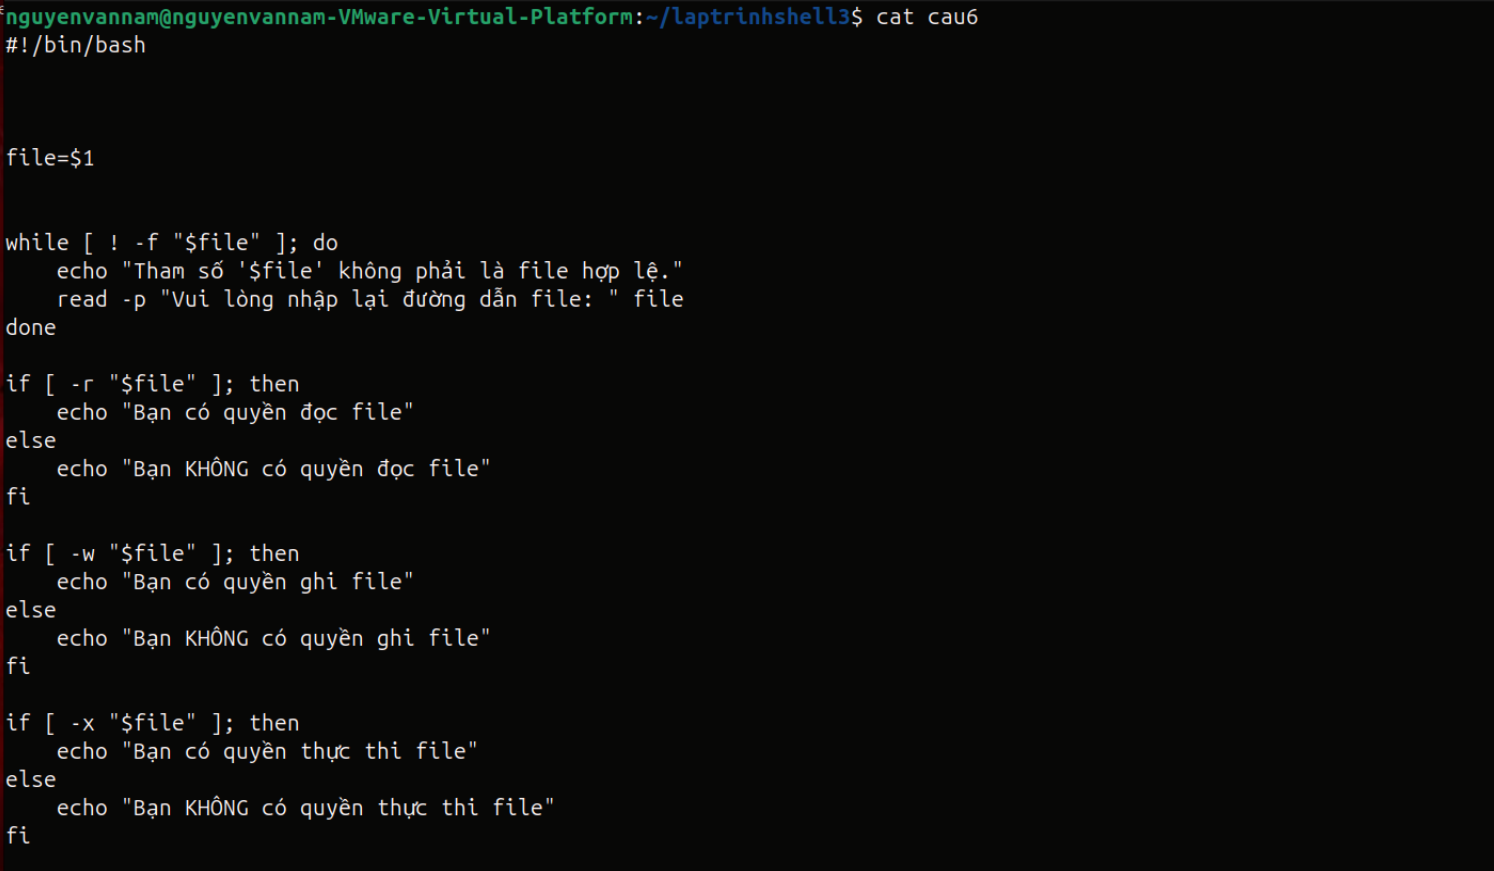 nguyenvannam@nguyenvannam-VMware-Virtual-Platform:~/laptrinhshell3$ cat cau6
#!/bin/bash
file=$1
while [ ! -f "$file" ]; do
    echo "Tham số '$file' không phải là file hợp lệ."
    read -p "Vui lòng nhập lại đường dẫn file: " file
done
if [ -r "$file" ]; then
    echo "Bạn có quyền đọc file"
else
    echo "Bạn KHÔNG có quyền đọc file"
fi
if [ -w "$file" ]; then
    echo "Bạn có quyền ghi file"
else
    echo "Bạn KHÔNG có quyền ghi file"
fi
if [ -x "$file" ]; then
    echo "Bạn có quyền thực thi file"
else
    echo "Bạn KHÔNG có quyền thực thi file"
fi